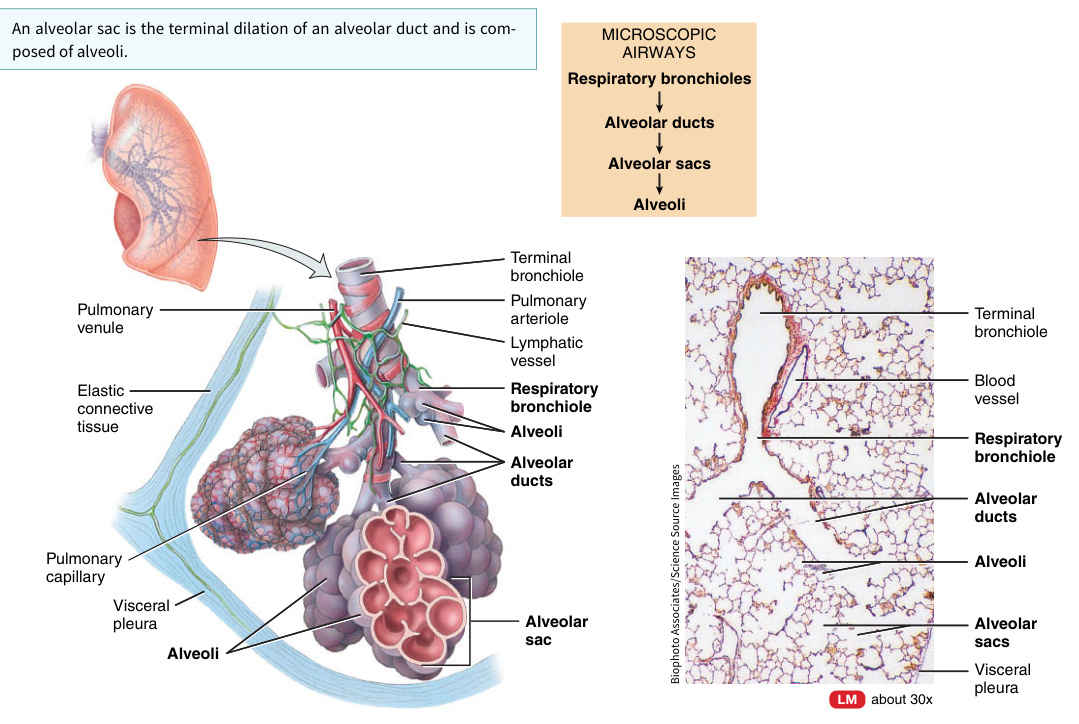 An alveolar sac is the terminal dilation of an alveolar duct and is com-
posed of alveoli.
MICROSCOPIC
AIRWAYS
Respiratory bronchioles
Alveolar ducts
Alveolar sacs
Alveoli
Terminal
bronchiole
Pulmonary
venule
Pulmonary
arteriole
Lymphatic
vessel
Elastic
connective
tissue
Respiratory
bronchiole
Alveoli
Alveolar
ducts
Pulmonary
capillary
Visceral
pleura
Alveoli
Alveolar
sac
Terminal
bronchiole
Blood
vessel
Respiratory
bronchiole
Alveolar
ducts
Alveoli
Alveolar
sacs
Visceral
pleura
Biophoto Associates/Science Source Images
LM about 30x